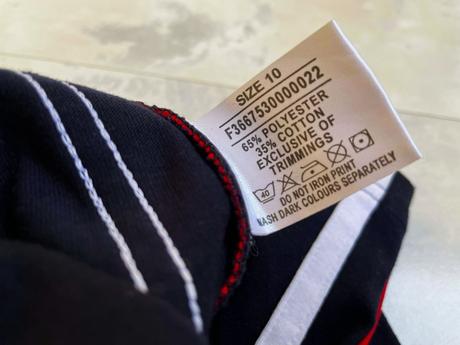 SIZE 10
F3667530000022
65% POLYESTER
35% COTTON
EXCLUSIVE OF
TRIMMINGS
40
DO NOT IRON PRINT
WASH DARK COLOURS SEPARATELY